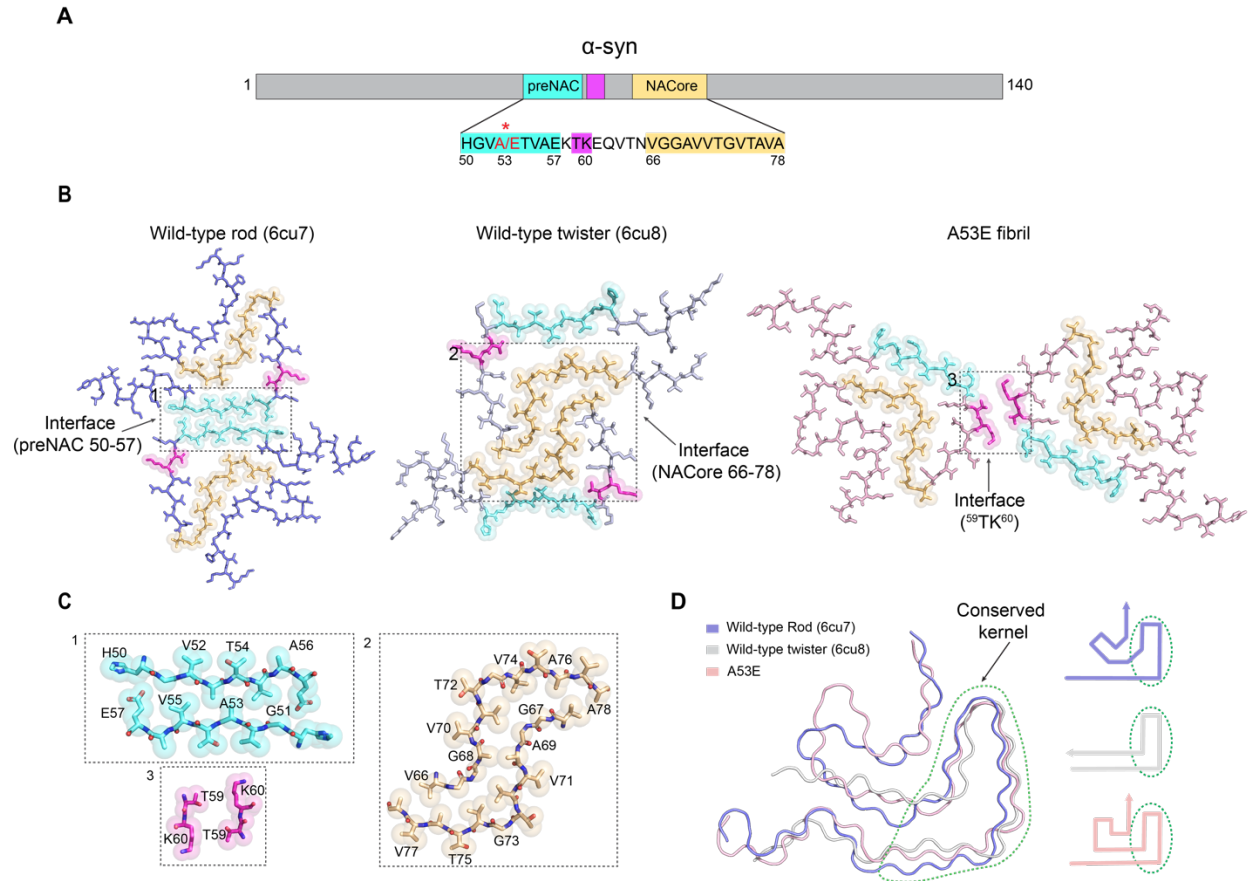 A
α-syn
1 preNAC NACore 140
*
HGVA/ETVAEKTKEQVTNVGGAVVTGVTAVA
50 53 57 60 66 78
B
Wild-type rod (6cu7)
Wild-type twister (6cu8)
A53E fibril
1
Interface
(preNAC 50-57)
2
Interface
(NACore 66-78)
3
Interface
(⁵⁹TK⁶⁰)
C
1
H50 V52 T54 A56
E57 V55 A53 G51
3
T59 K60
K60 T59
2
V74 A76
T72
G67 A78
V70 A69
G68
V66 V71
G73
V77 T75
D
Wild-type Rod (6cu7)
Wild-type twister (6cu8)
A53E
Conserved
kernel